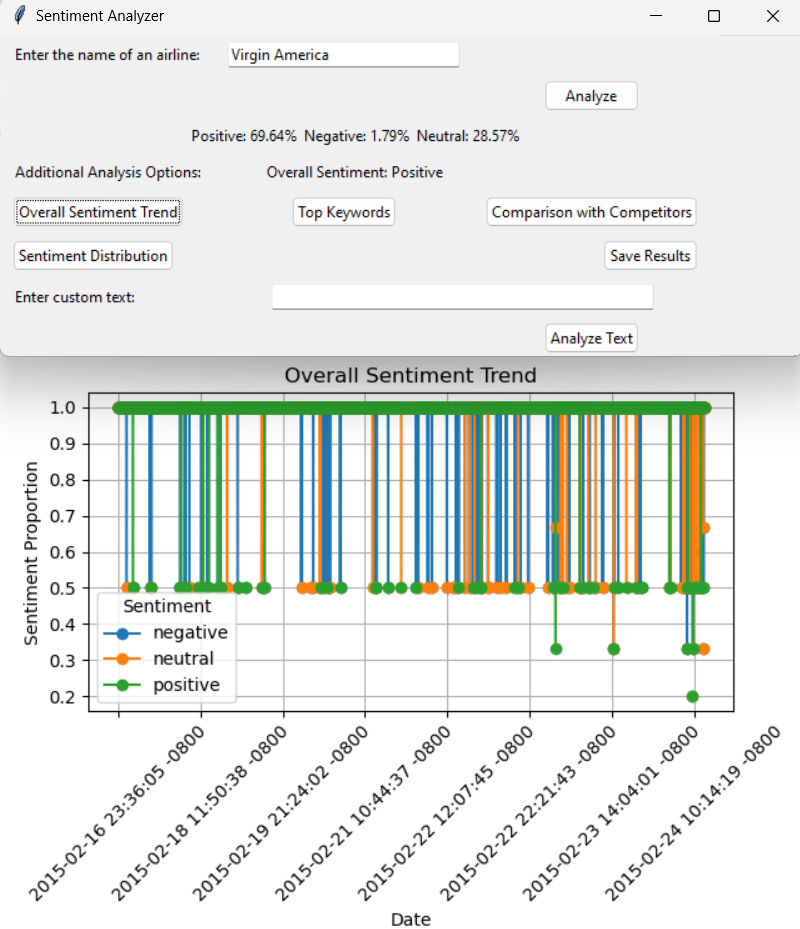 Sentiment Analyzer
Enter the name of an airline: Virgin America
Analyze
Positive: 69.64% Negative: 1.79% Neutral: 28.57%
Additional Analysis Options: Overall Sentiment: Positive
Overall Sentiment Trend Top Keywords Comparison with Competitors
Sentiment Distribution Save Results
Enter custom text:
Analyze Text
Overall Sentiment Trend
1.0
0.9
0.8
0.7
0.6
0.5
0.4
0.3
0.2
Sentiment Proportion
Sentiment
negative
neutral
positive
2015-02-16 23:36:05 -0800
2015-02-18 11:50:38 -0800
2015-02-19 21:24:02 -0800
2015-02-21 10:44:37 -0800
2015-02-22 12:07:45 -0800
2015-02-22 22:21:43 -0800
2015-02-23 14:04:01 -0800
2015-02-24 10:14:19 -0800
Date